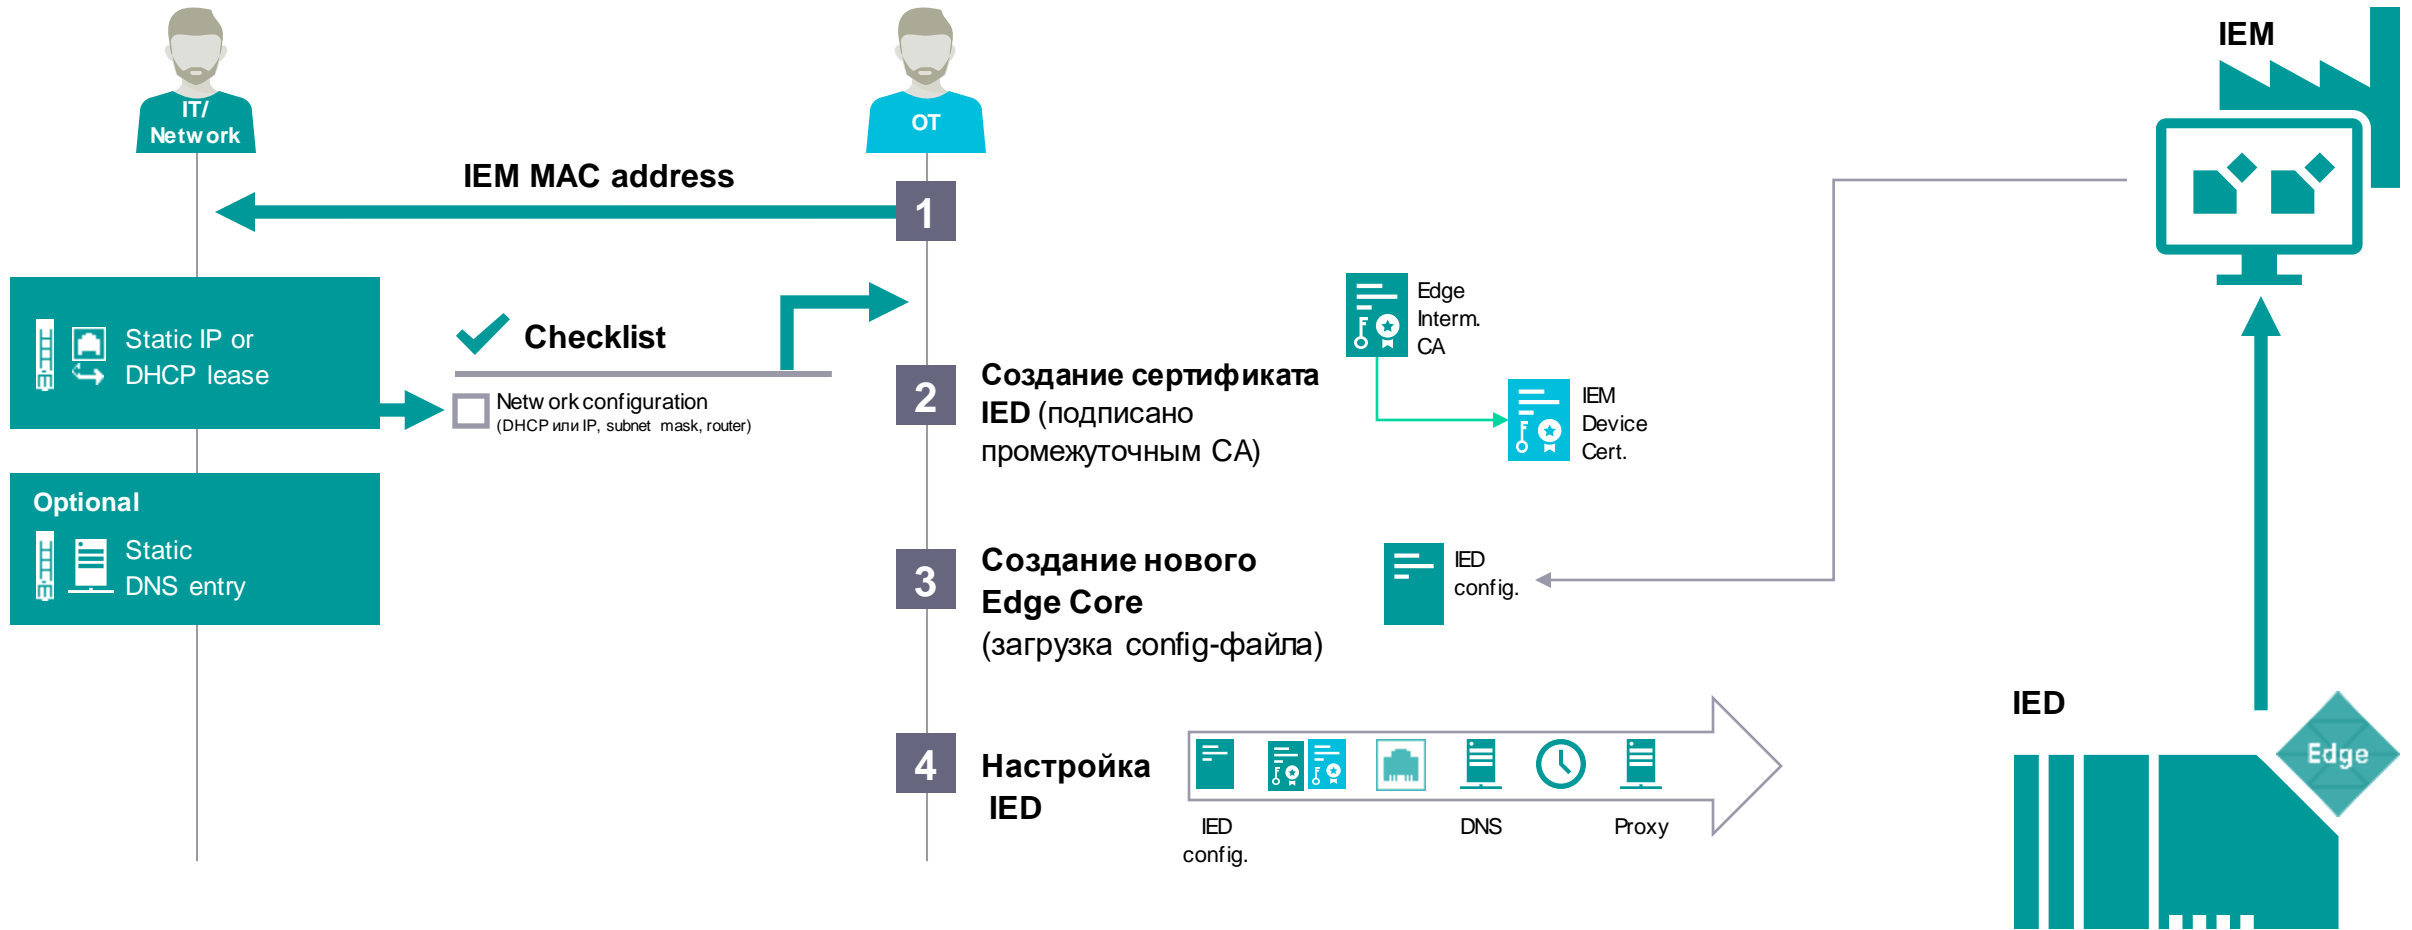 IT/
Network
OT
IEM
IEM MAC address
1
Static IP or
DHCP lease
Checklist
Network configuration
(DHCP или IP, subnet mask, router)
Optional
Static
DNS entry
2
Создание сертификата
IED (подписано
промежуточным CA)
Edge
Interm.
CA
IEM
Device
Cert.
3
Создание нового
Edge Core
(загрузка config-файла)
IED
config.
4
Настройка
IED
IED
config.
DNS
Proxy
IED
Edge